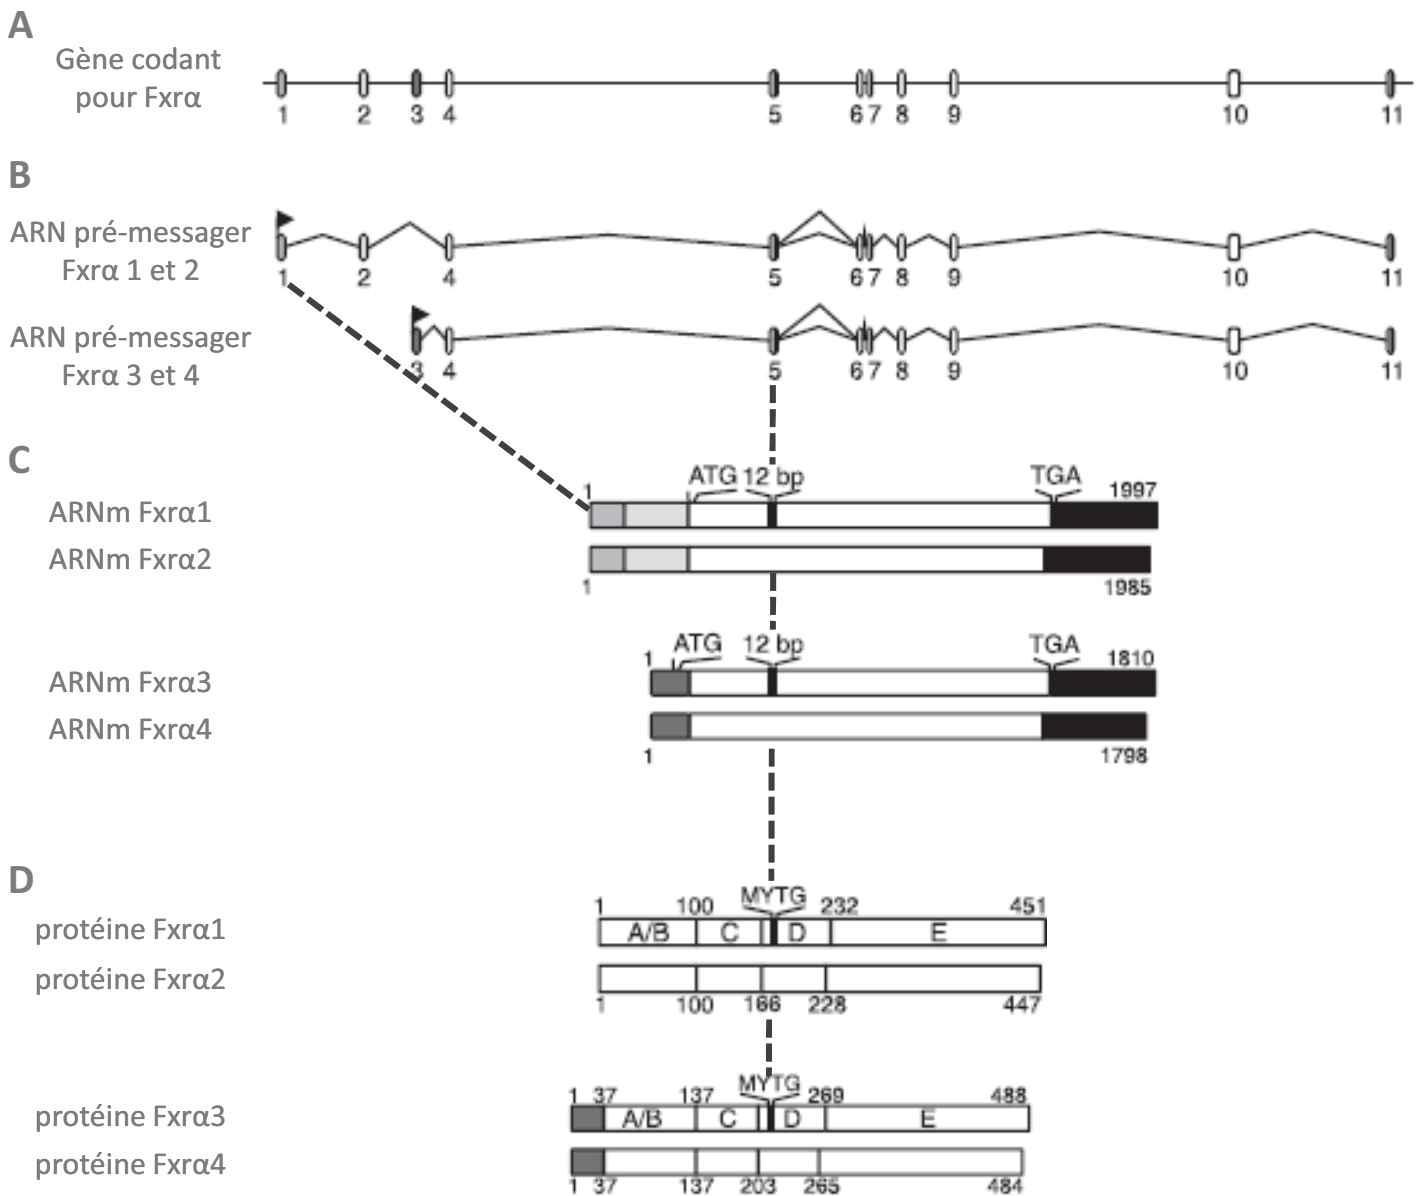 A
Gène codant
pour Fxrα
1 2 3 4 5 6 7 8 9 10 11
B
ARN pré-messager
Fxrα 1 et 2
1 2 4 5 6 7 8 9 10 11
ARN pré-messager
Fxrα 3 et 4
3 4 5 6 7 8 9 10 11
C
ATG 12 bp TGA
1 1997
ARNm Fxrα1
ARNm Fxrα2
1 1985
ATG 12 bp TGA
1 1810
ARNm Fxrα3
ARNm Fxrα4
1 1798
D
MYTG
1 100 232 451
protéine Fxrα1
A/B C D E
protéine Fxrα2
1 100 166 228 447
MYTG
1 37 137 269 488
protéine Fxrα3
A/B C D E
protéine Fxrα4
1 37 137 203 265 484